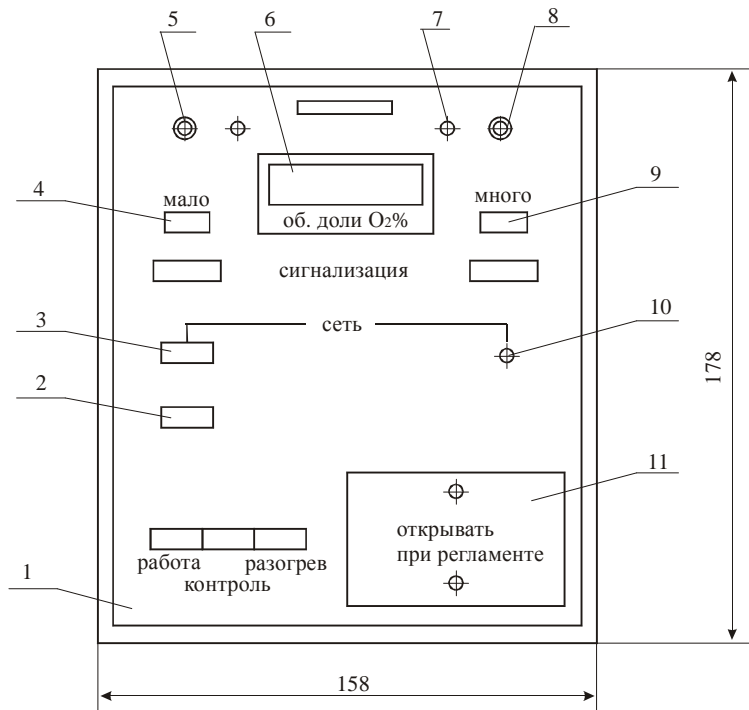 5 6 7 8
4 мало много 9
об. доли O₂%
сигнализация
3 сеть 10
2
178
11
открывать
при регламенте
работа разогрев
контроль
1
158